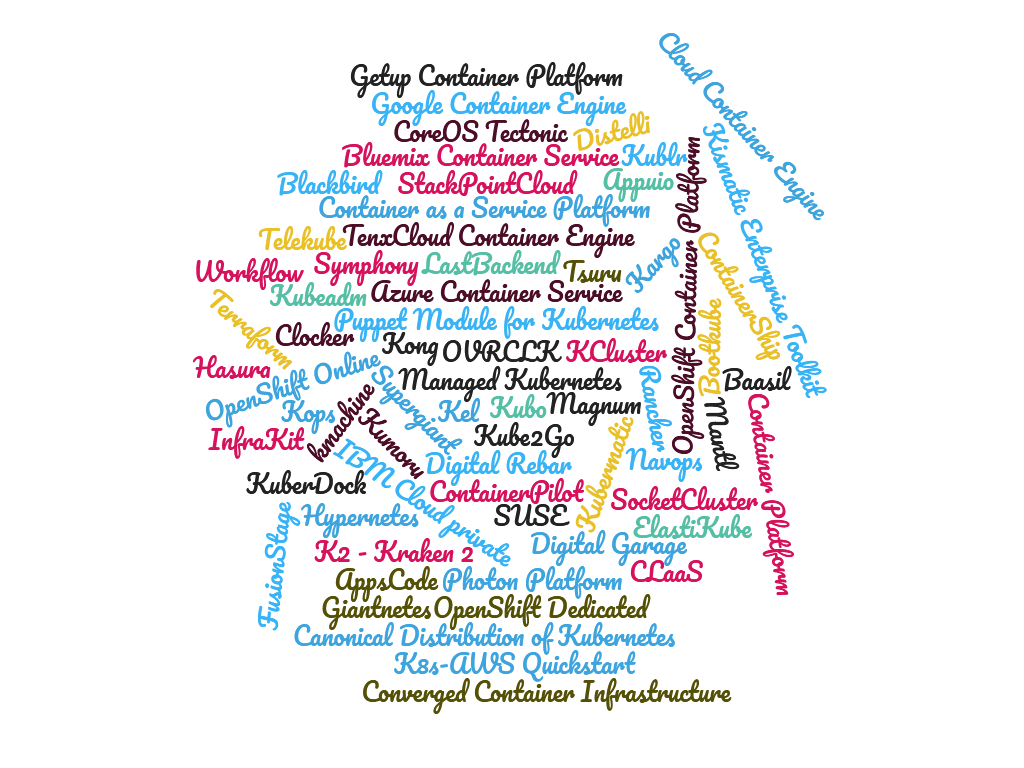 Getup Container Platform
Cloud Container Engine
Google Container Engine
CoreOS Tectonic
Distelli
Bluemix Container Service
Kublr
Kismatic Enterprise Toolkit
Blackbird
StackPointCloud
Appuio
OpenShift Container Platform
Container as a Service Platform
Telekube
TenxCloud Container Engine
Kargo
ContainerShip
Workflow
Symphony
LastBackend
Tsuru
Kubeadm
Azure Container Service
Terraform
Puppet Module for Kubernetes
Bootkube
Clocker
Kong
OVRCLK
KCluster
Hasura
OpenShift Online
Supergiant
Managed Kubernetes
Rancher
Baasil
Kops
kmachine
Kumoru
.Kel
Kubo
Magnum
Mantl
Container Platform
InfraKit
IBM Cloud private
Kube2Go
Kubermatic
Digital Rebar
Navops
KuberDock
ContainerPilot
SocketCluster
FusionStage
Hypernetes
SUSE
ElastiKube
K2 - Kraken 2
Digital Garage
AppsCode
Photon Platform
CLaaS
Giantnetes
OpenShift Dedicated
Canonical Distribution of Kubernetes
K8s-AWS Quickstart
Converged Container Infrastructure